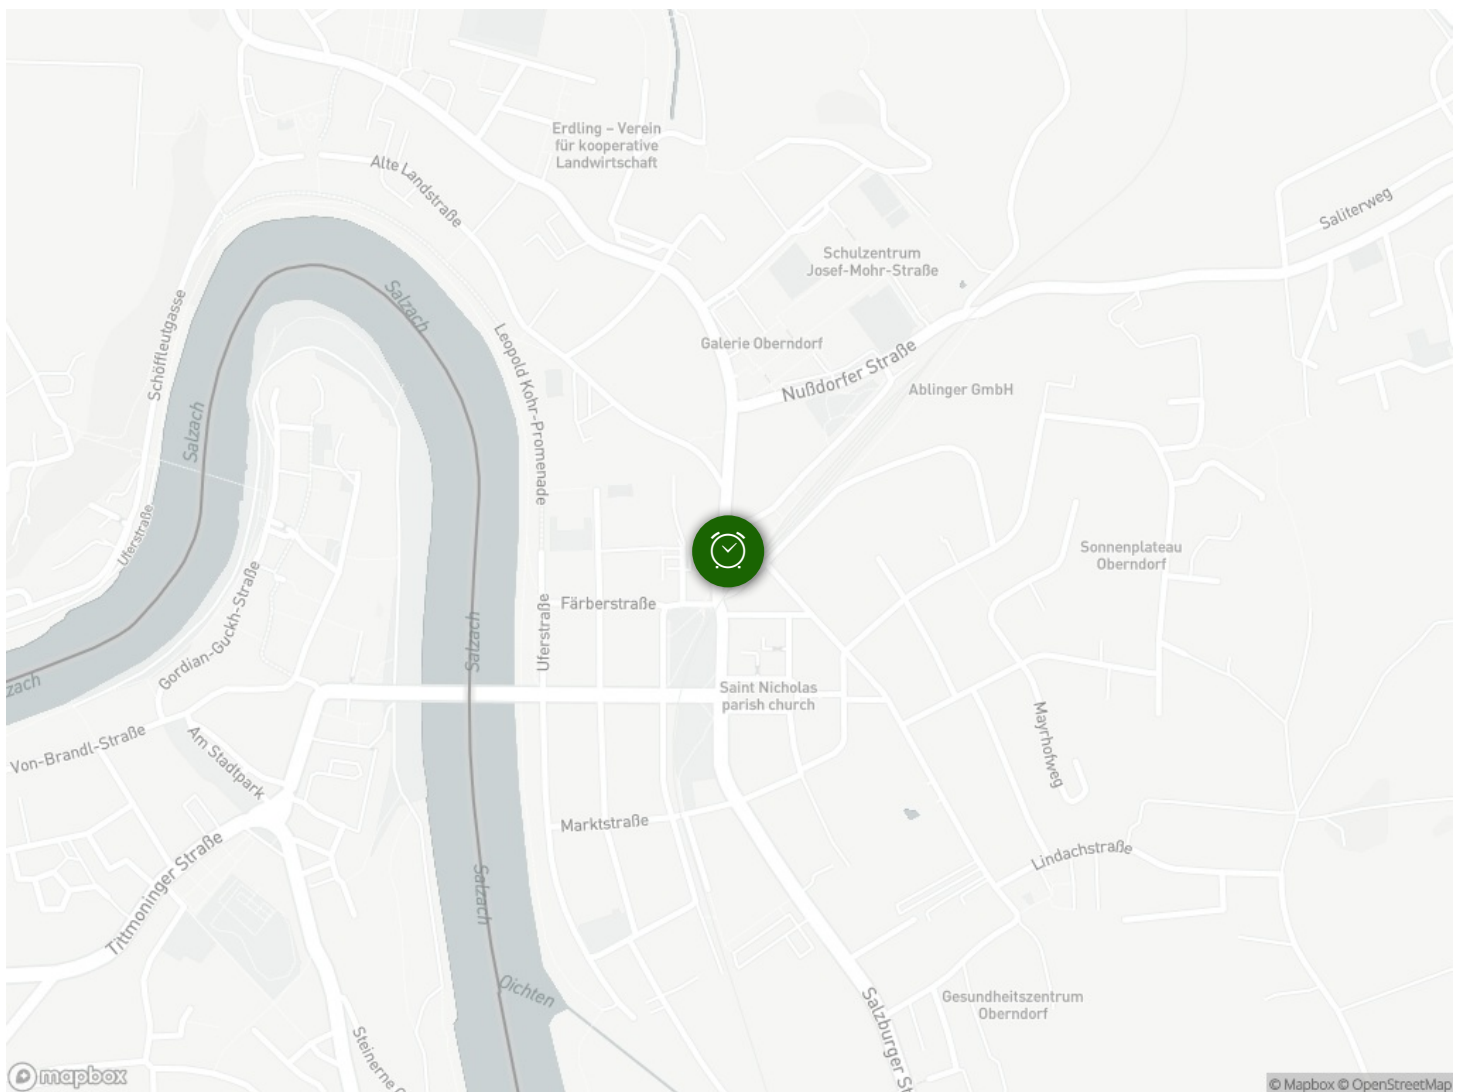 Erdling – Verein
für kooperative
Landwirtschaft
Alte Landstraße
Saliterweg
Schulzentrum
Josef-Mohr-Straße
Salzach
Schöffleutgasse
Leopold Kohr-Promenade
Galerie Oberndorf
Nußdorfer Straße
Ablinger GmbH
Salzach
Uferstraße
Sonnenplateau
Oberndorf
Gordian-Guckh-Straße
Färberstraße
Uferstraße
Salzach
zach
Saint Nicholas
parish church
Von-Brandl-Straße
Am Stadtpark
Mayrhofweg
Marktstraße
Lindachstraße
Tittmoninger Straße
Salzach
Oichten
Gesundheitszentrum
Oberndorf
Salzburger St
Steinerne
mapbox
© Mapbox © OpenStreetMap